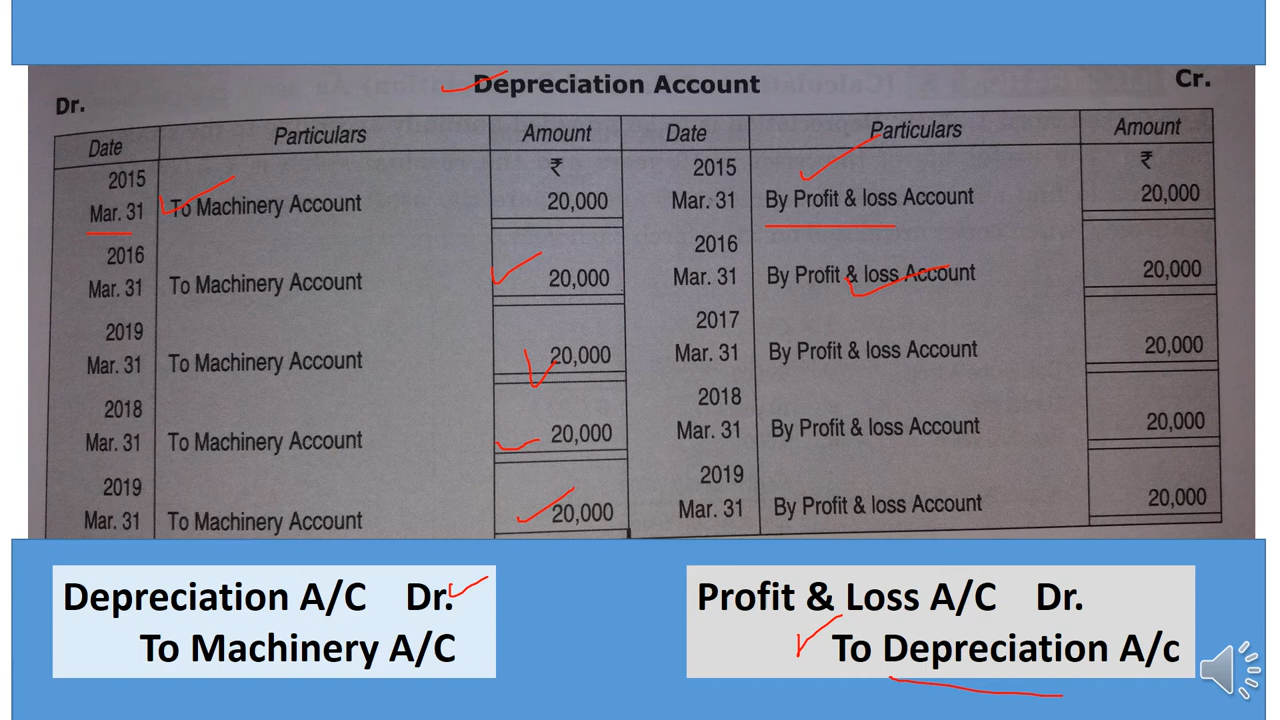 Depreciation Account
Dr. Cr.
Date Particulars Amount Date Particulars Amount
₹ ₹
2015 2015
Mar. 31 To Machinery Account 20,000 Mar. 31 By Profit & loss Account 20,000
2016 2016
Mar. 31 To Machinery Account 20,000 Mar. 31 By Profit & loss Account 20,000
2019 2017
Mar. 31 To Machinery Account 20,000 Mar. 31 By Profit & loss Account 20,000
2018 2018
Mar. 31 To Machinery Account 20,000 Mar. 31 By Profit & loss Account 20,000
2019 2019
Mar. 31 To Machinery Account 20,000 Mar. 31 By Profit & loss Account 20,000
Depreciation A/C Dr.
To Machinery A/C
Profit & Loss A/C Dr.
To Depreciation A/c